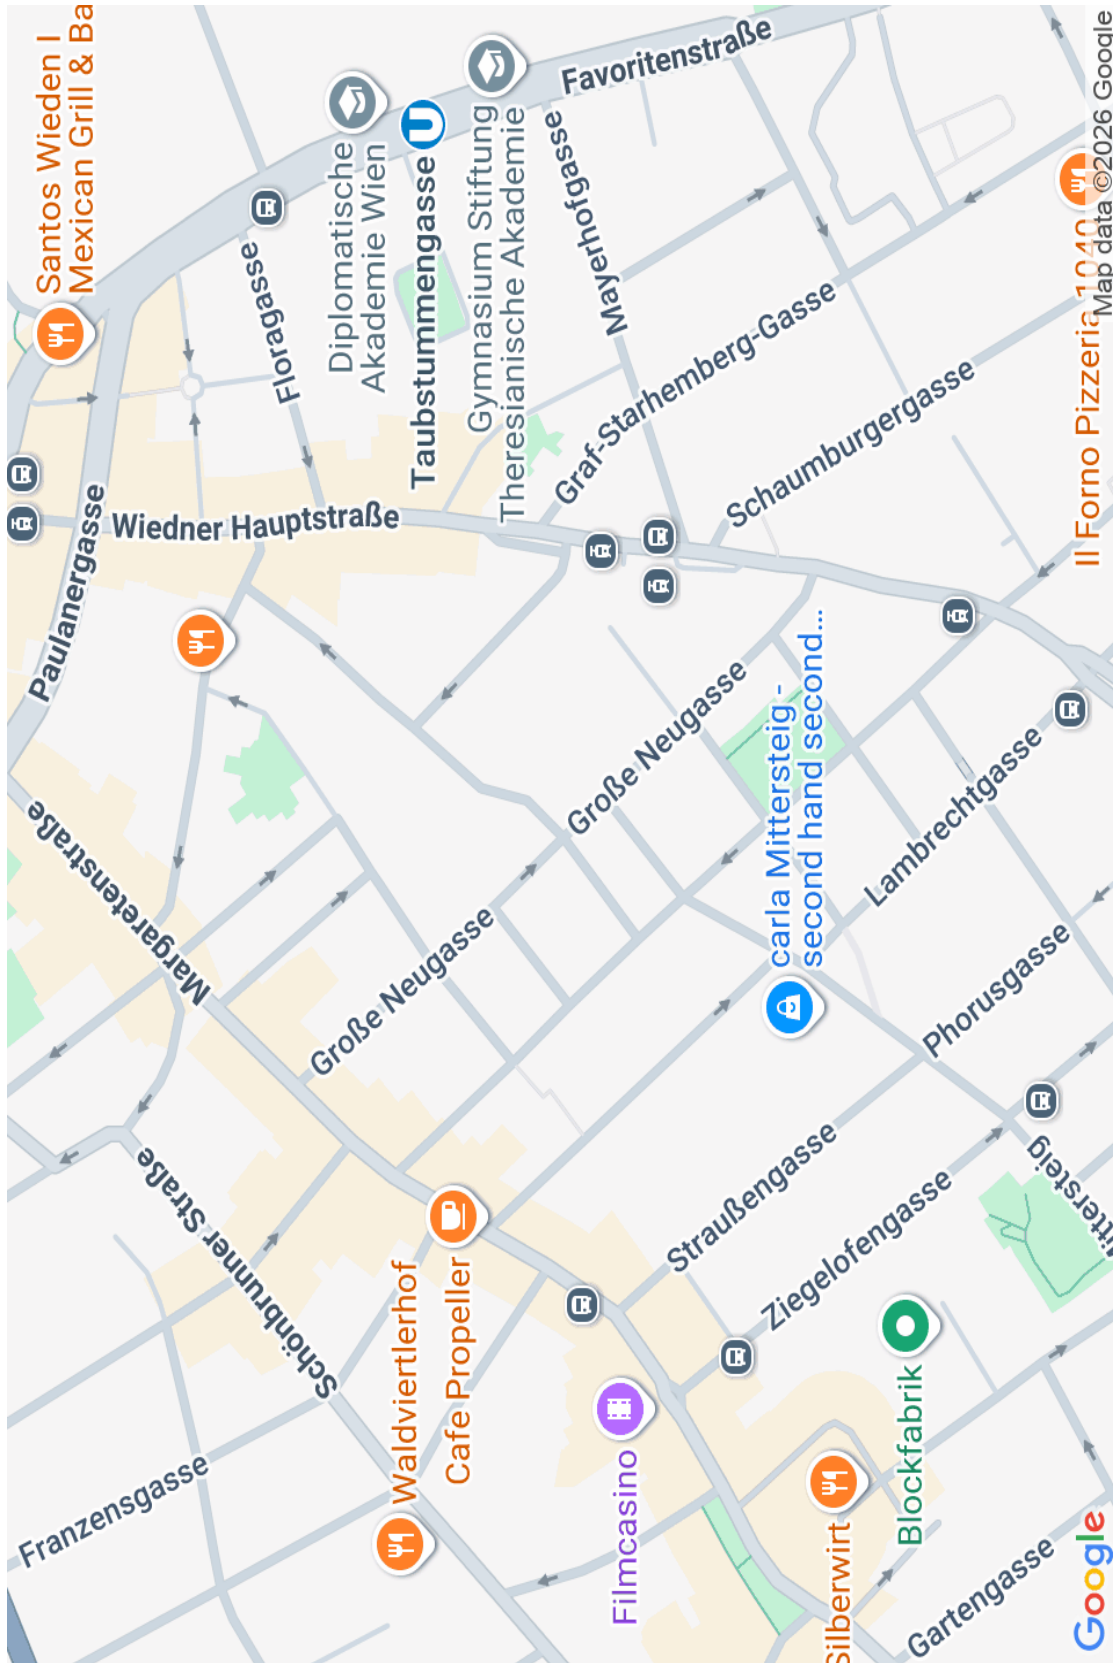 Santos Wieden I
Mexican Grill & Ba
Favoritenstraße
Diplomatische
Akademie Wien
Taubstummengasse
Gymnasium Stiftung
Theresianische Akademie
Mayerhofgasse
Floragasse
Paulanergasse
Wiedner Hauptstraße
Graf-Starhemberg-Gasse
Schaumburgergasse
Il Forno Pizzeria 1040
Map data ©2026 Google
Margaretenstraße
Große Neugasse
carla Mittersteig -
second hand second...
Lambrechtgasse
Große Neugasse
Phorusgasse
Schönbrunner Straße
Straußengasse
Ziegelofengasse
Mittersteig
Waldviertlerhof
Cafe Propeller
Franzensgasse
Filmcasino
Silberwirt
Blockfabrik
Gartengasse
Google